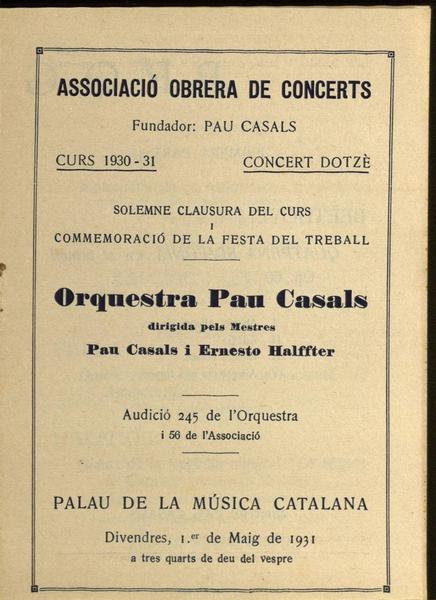 ASSOCIACIÓ OBRERA DE CONCERTS
Fundador: PAU CASALS
CURS 1930-31 CONCERT DOTZÈ
SOLEMNE CLAUSURA DEL CURS
I
COMMEMORACIÓ DE LA FESTA DEL TREBALL
Orquestra Pau Casals
dirigida pels Mestres
Pau Casals i Ernesto Halffter
Audició 245 de l'Orquestra
i 56 de l'Associació
PALAU DE LA MÚSICA CATALANA
Divendres, 1.er de Maig de 1931
a tres quarts de deu del vespre